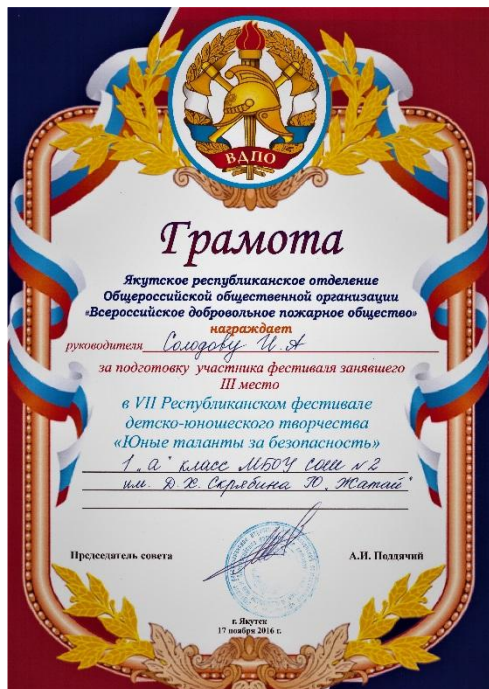 ВДПО
Грамота
Якутское республиканское отделение
Общероссийской общественной организации
«Всероссийское добровольное пожарное общество»
награждает
руководителя Солодову И.А
за подготовку участника фестиваля занявшего
III место
в VII Республиканском фестивале
детско-юношеского творчества
«Юные таланты за безопасность»
1 "а" класс МБОУ СОШ №2
им. Д.Х. Скрябина ГО "Жатай"
Председатель совета А.И. Поддячий
г. Якутск
17 ноября 2016 г.